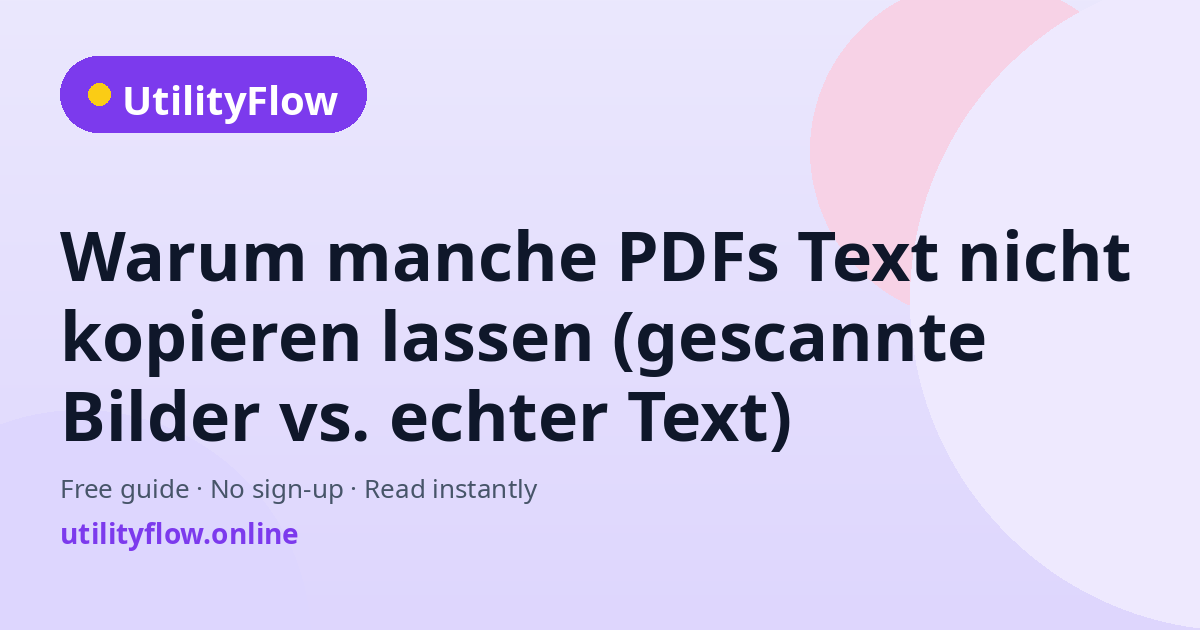 UtilityFlow
Warum manche PDFs Text nicht
kopieren lassen (gescannte
Bilder vs. echter Text)
Free guide · No sign-up · Read instantly
utilityflow.online